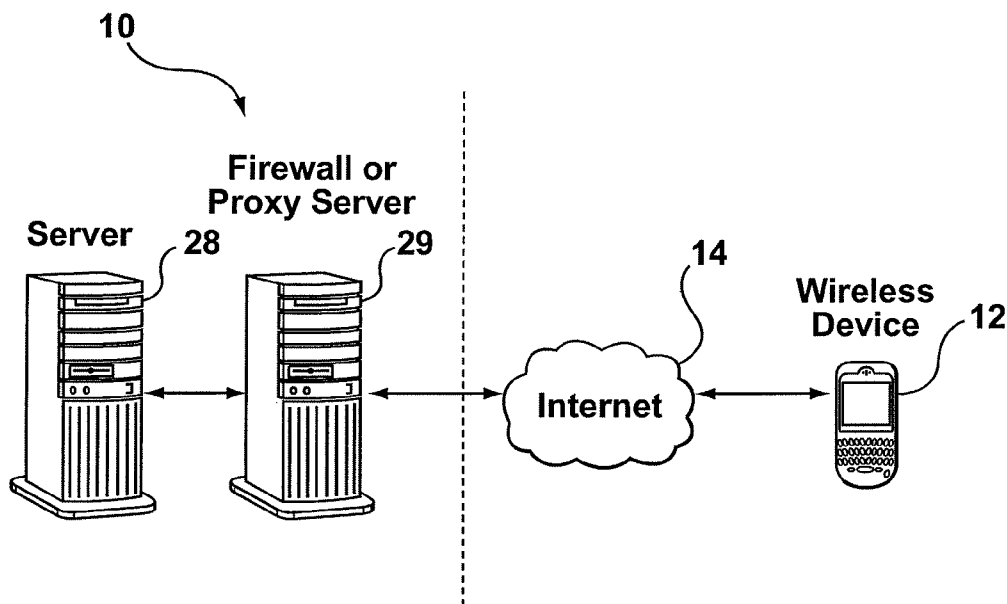 10
Firewall or
Proxy Server
Server
28
29
14
Internet
Wireless
Device
12